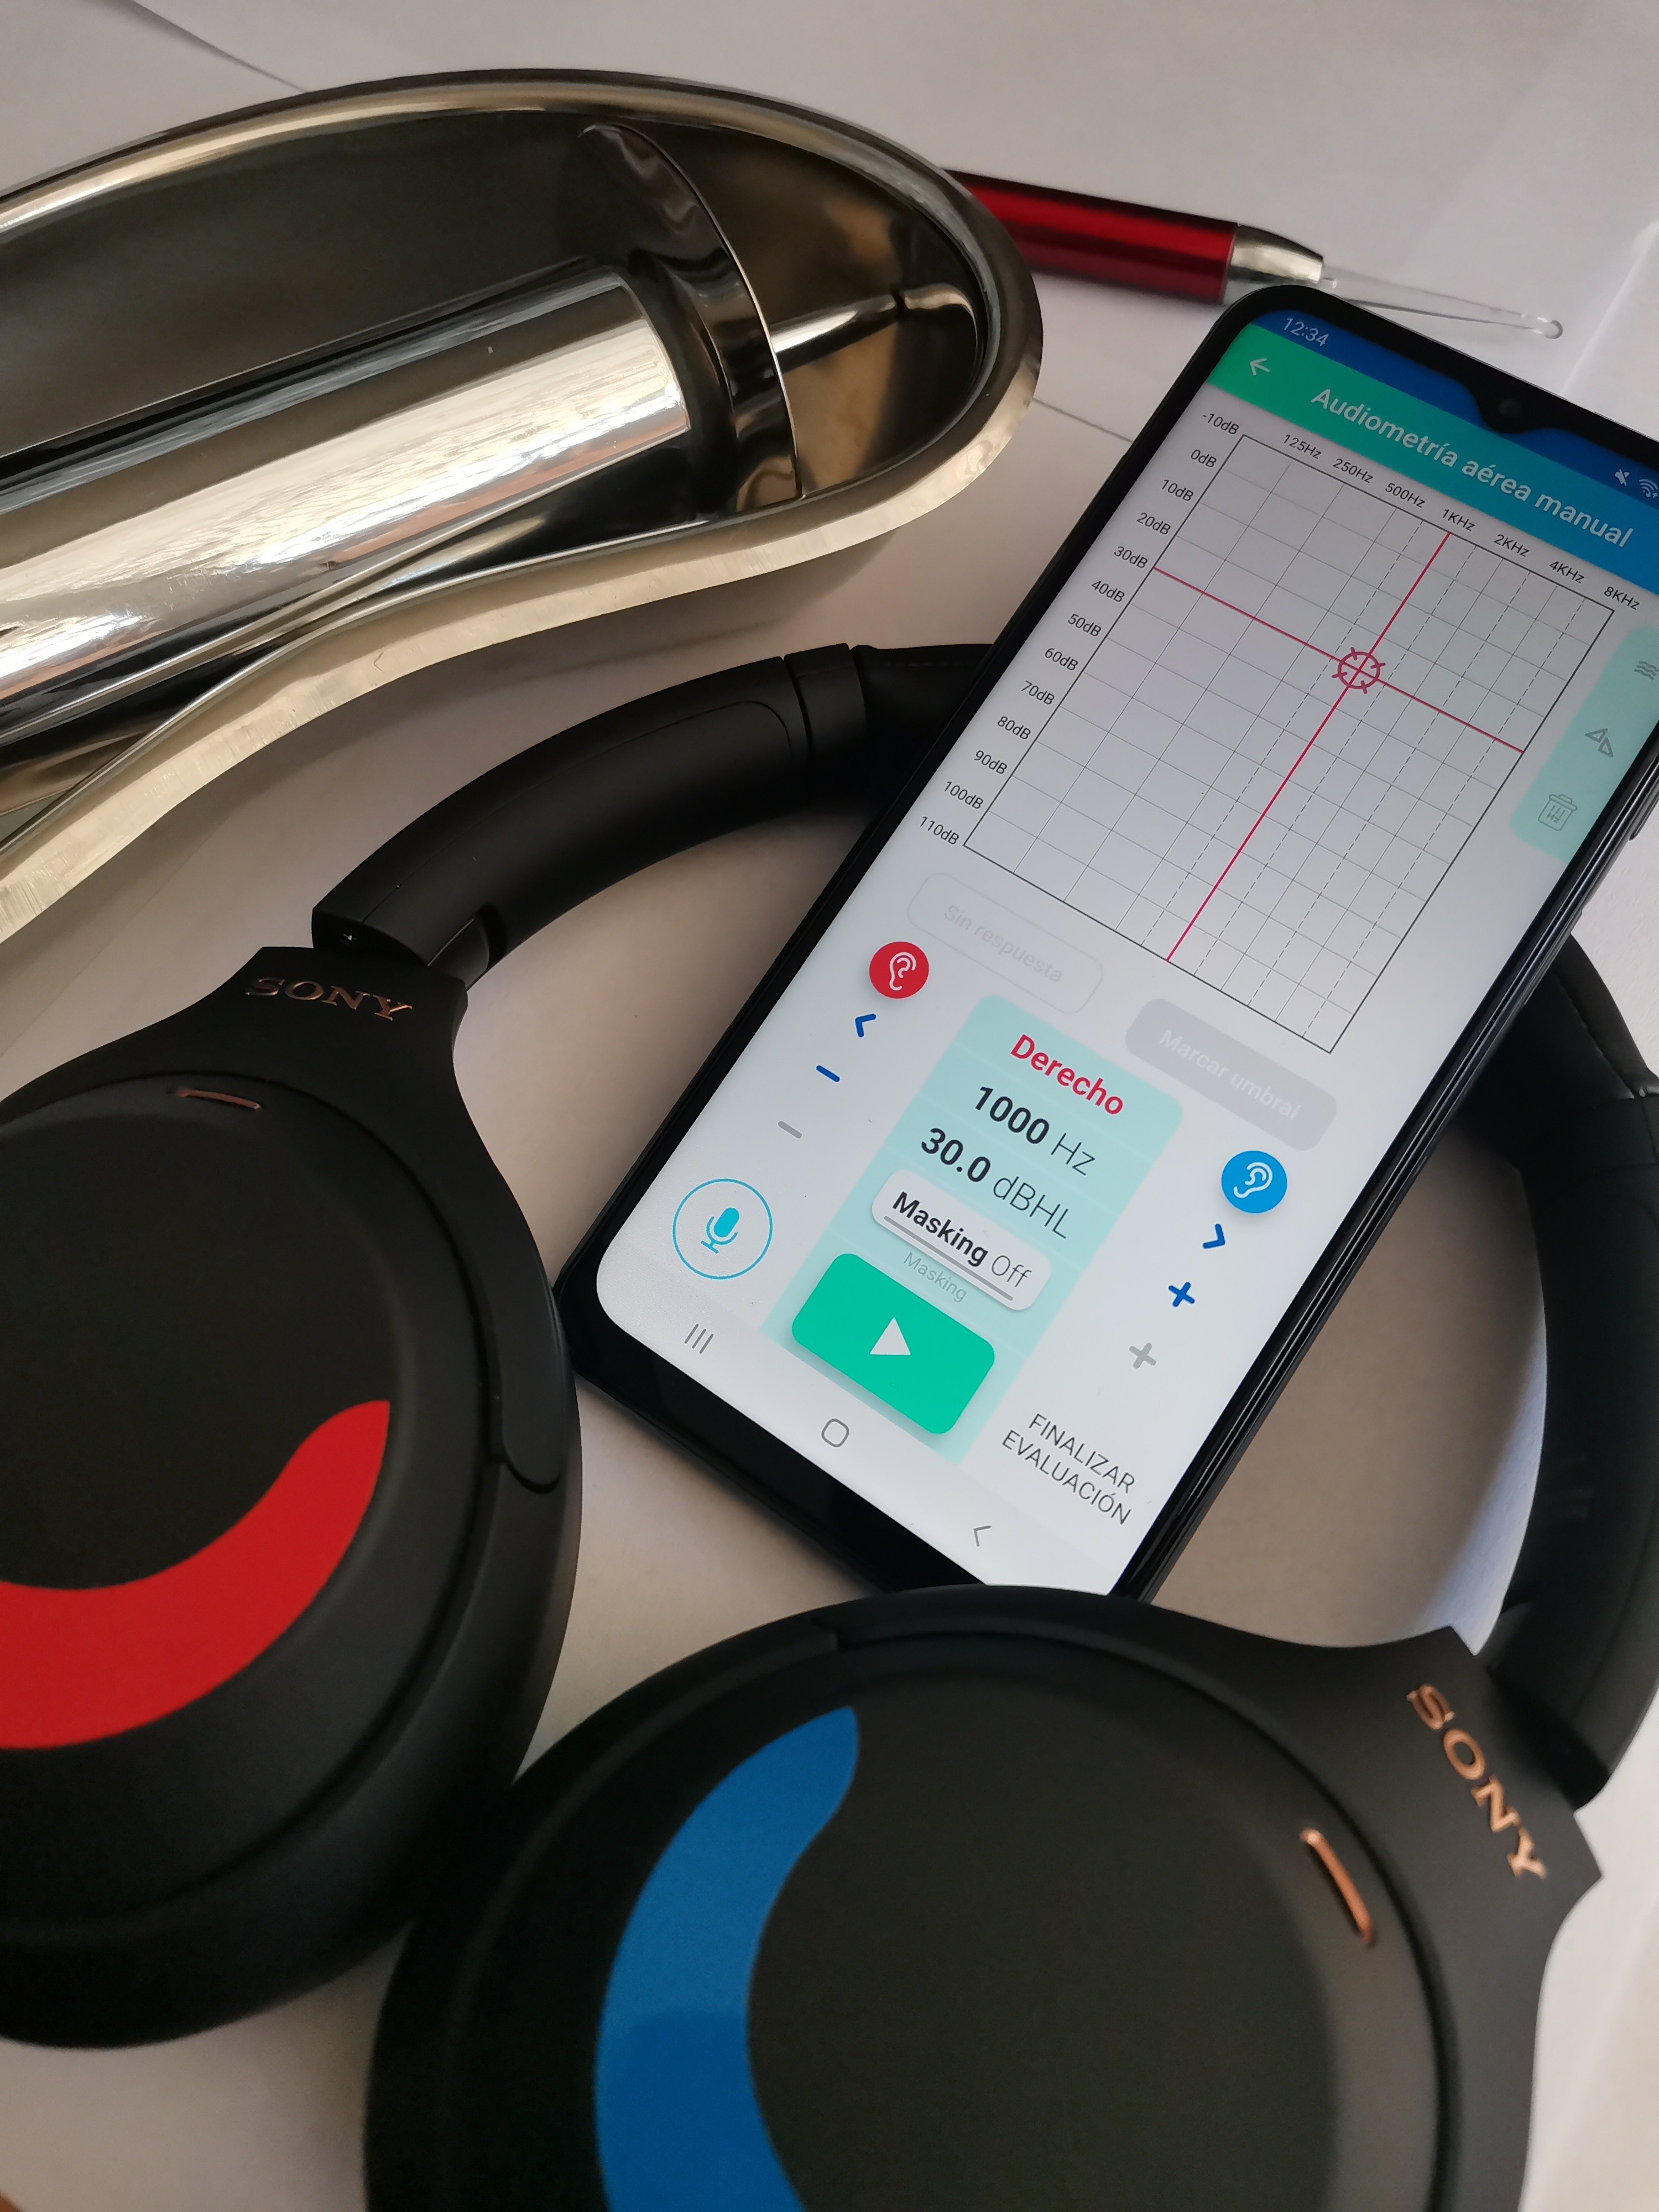 12:34
Audiometría aérea manual
125Hz 250Hz 500Hz 1KHz 2KHz 4KHz 8KHz
-10dB
0dB
10dB
20dB
30dB
40dB
50dB
60dB
70dB
80dB
90dB
100dB
110dB
Hz
Sin respuesta
Marcar umbral
Derecho
1000 Hz
30.0 dBHL
Masking Off
Masking
FINALIZAR
EVALUACIÓN
SONY
SONY